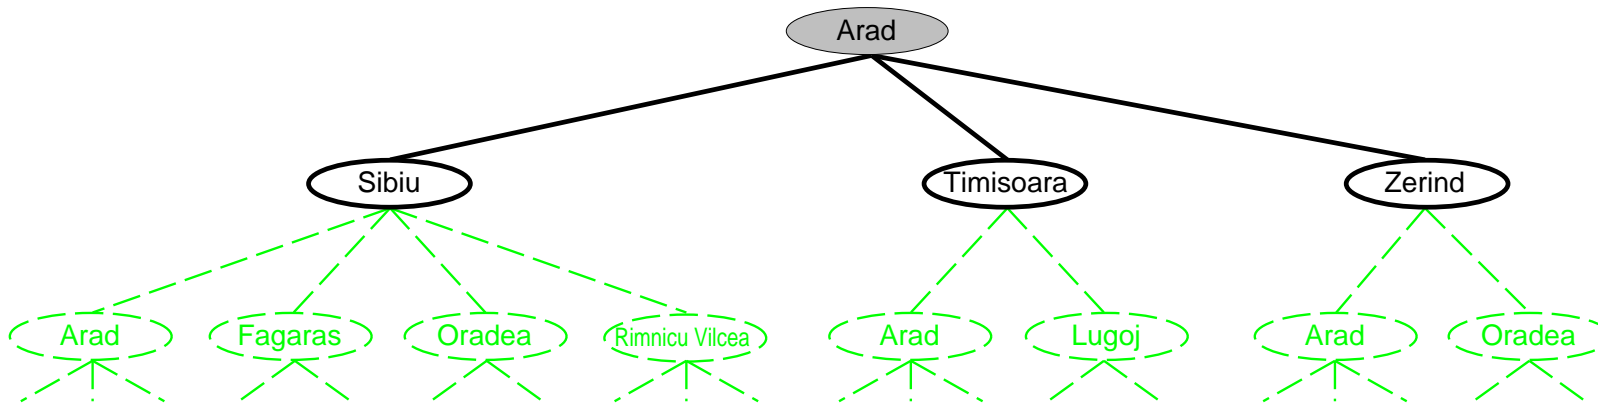 Arad
Sibiu
Timisoara
Zerind
Arad
Fagaras
Oradea
Rimnicu Vilcea
Arad
Lugoj
Arad
Oradea